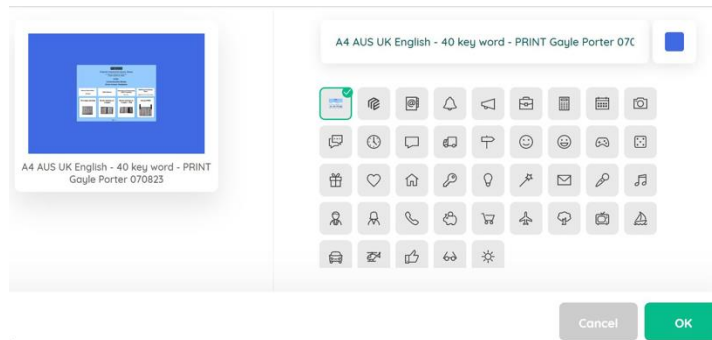 A4 AUS UK English - 40 key word - PRINT
Gayle Porter 070823
A4 AUS UK English - 40 key word - PRINT Gayle Porter 070
Cancel
OK